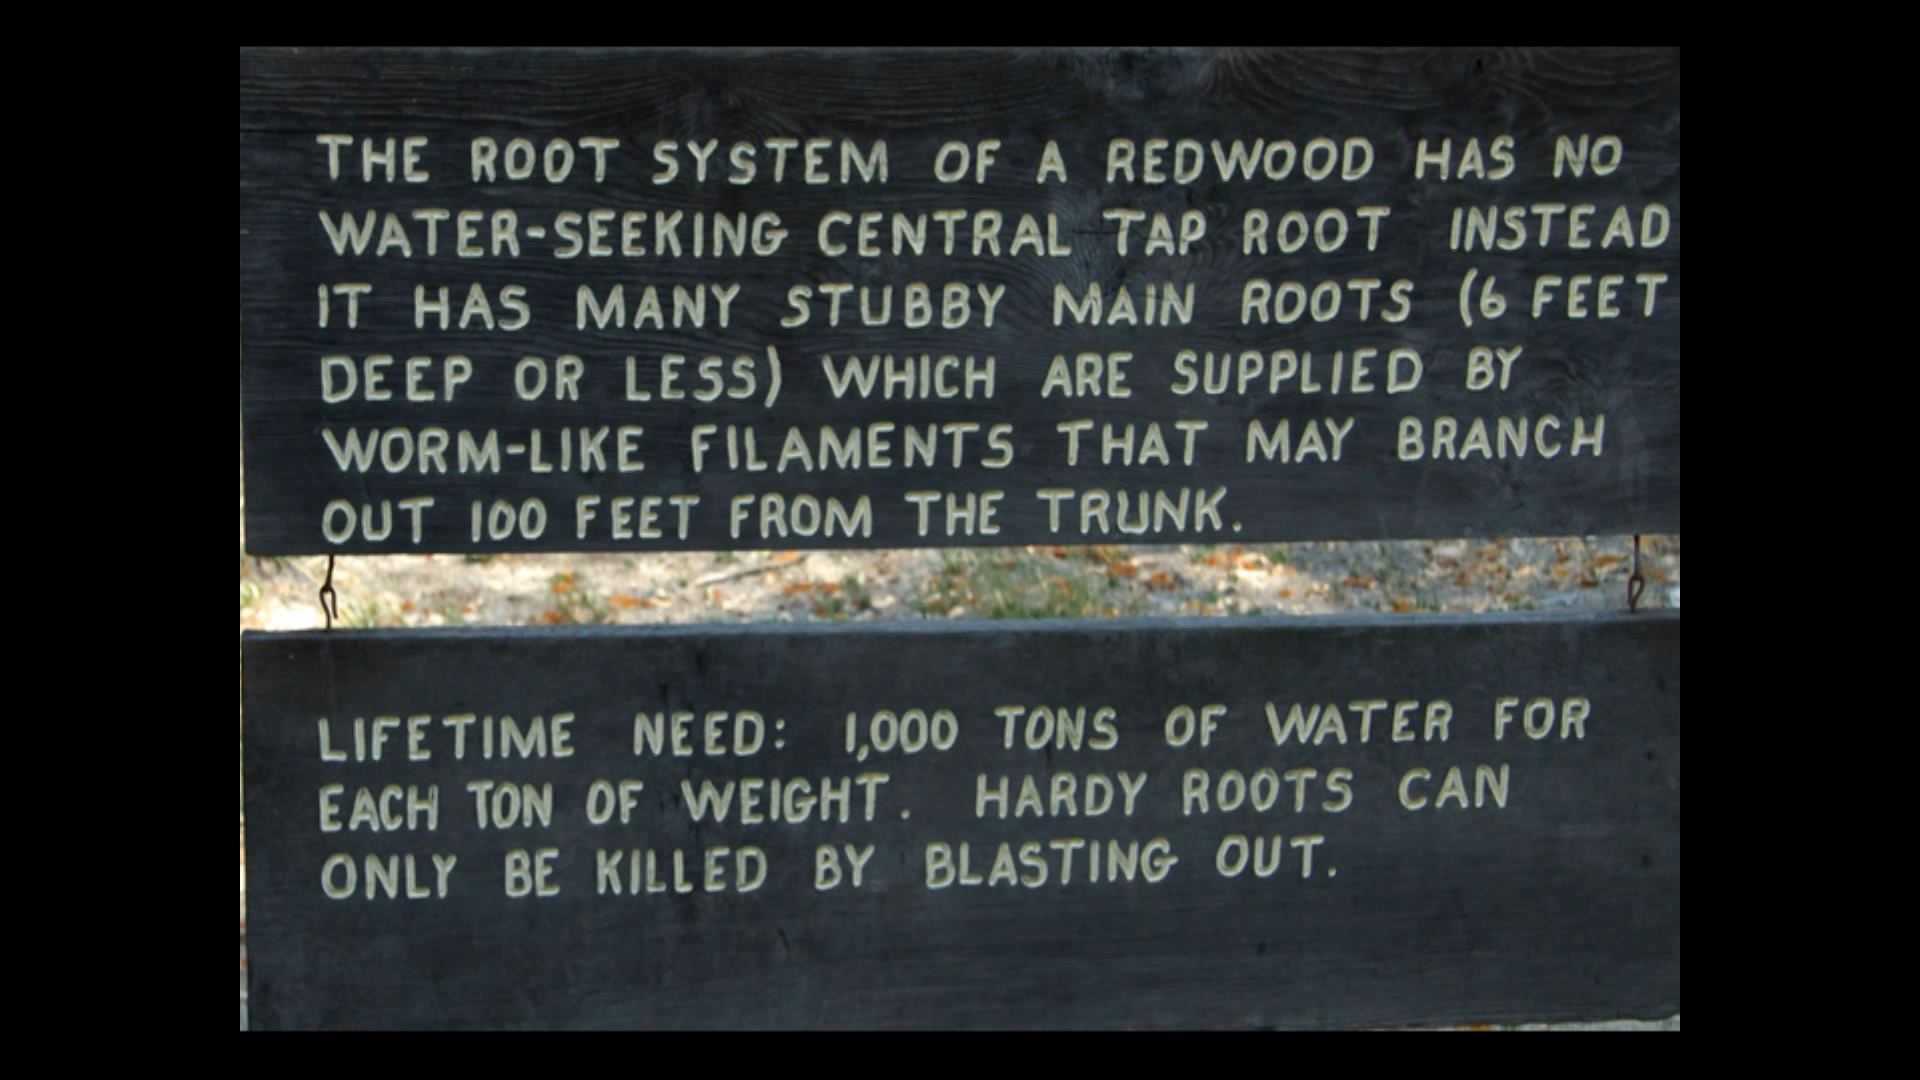 THE ROOT SYSTEM OF A REDWOOD HAS NO
WATER-SEEKING CENTRAL TAP ROOT INSTEAD
IT HAS MANY STUBBY MAIN ROOTS (6 FEET
DEEP OR LESS) WHICH ARE SUPPLIED BY
WORM-LIKE FILAMENTS THAT MAY BRANCH
OUT 100 FEET FROM THE TRUNK.
LIFETIME NEED: 1,000 TONS OF WATER FOR
EACH TON OF WEIGHT. HARDY ROOTS CAN
ONLY BE KILLED BY BLASTING OUT.